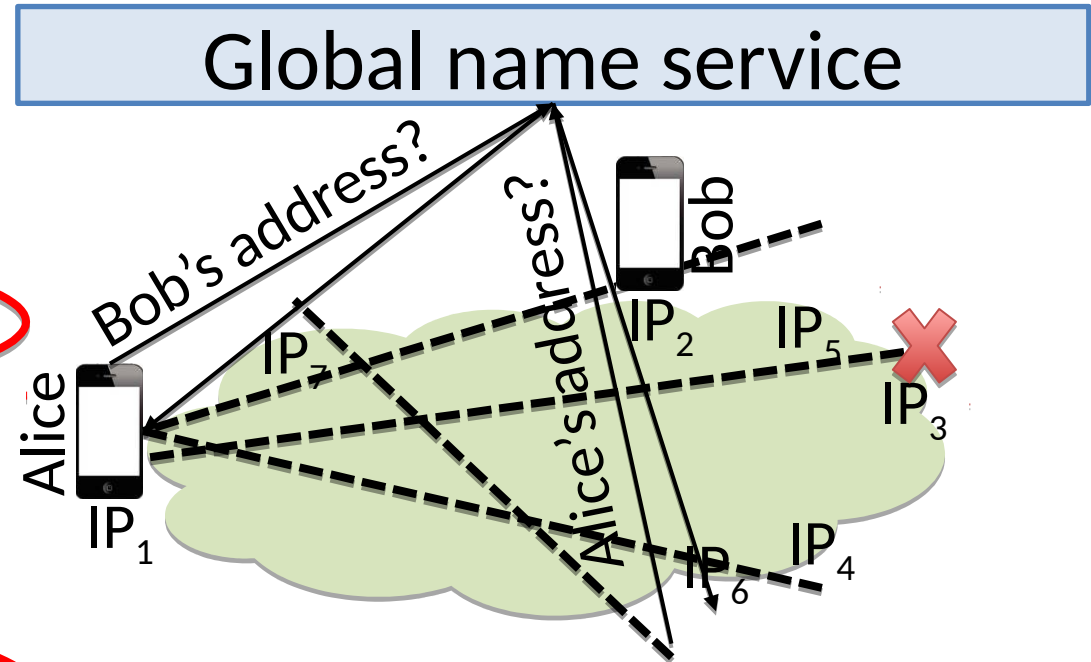 Global name service
Bob's address?
Alice's address?
Bob
IP2
IP5
IP7
IP3
Alice
IP1
IP4
IP6